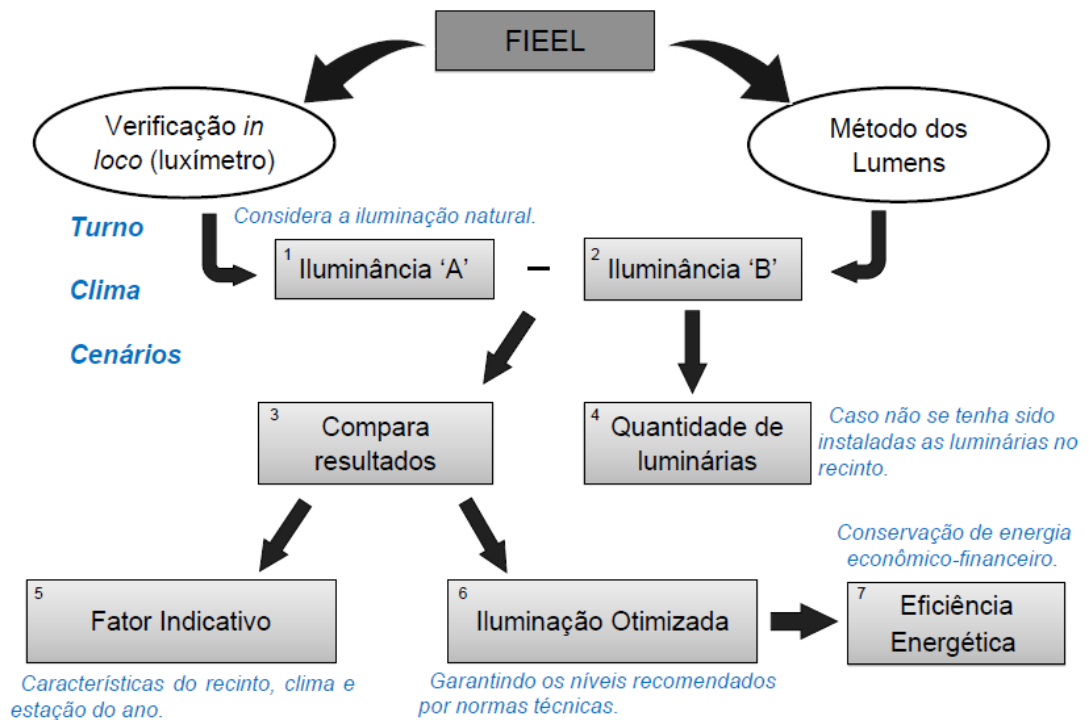 FIEEL
Verificação in
loco (luxímetro)
Método dos
Lumens
Turno
Clima
Cenários
Considera a iluminação natural.
1 Iluminância ‘A’
–
2 Iluminância ‘B’
3 Compara
resultados
4 Quantidade de
luminárias
Caso não se tenha sido
instaladas as luminárias no
recinto.
5 Fator Indicativo
Características do recinto, clima e
estação do ano.
6 Iluminação Otimizada
Garantindo os níveis recomendados
por normas técnicas.
Conservação de energia
econômico-financeiro.
7 Eficiência
Energética